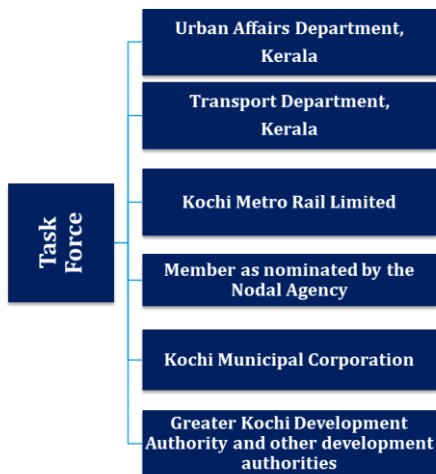 Urban Affairs Department,
Kerala
Transport Department,
Kerala
Task
Force
Kochi Metro Rail Limited
Member as nominated by the
Nodal Agency
Kochi Municipal Corporation
Greater Kochi Development
Authority and other development
authorities